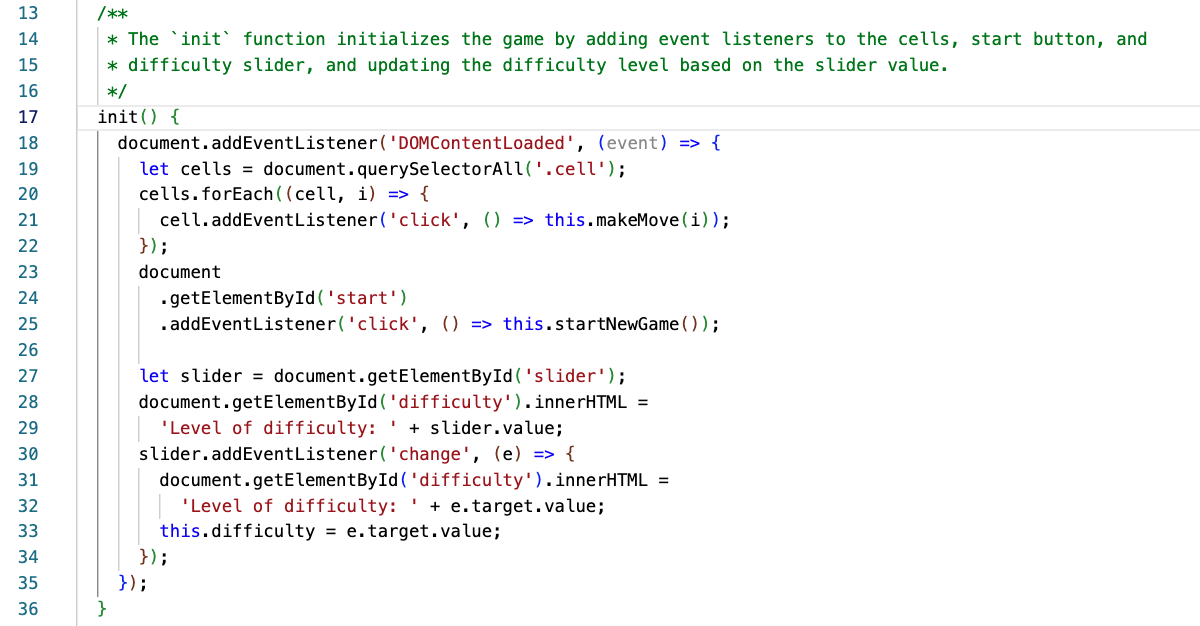 13 /**
14  * The `init` function initializes the game by adding event listeners to the cells, start button, and
15  * difficulty slider, and updating the difficulty level based on the slider value.
16  */
17 init() {
18   document.addEventListener('DOMContentLoaded', (event) => {
19     let cells = document.querySelectorAll('.cell');
20     cells.forEach((cell, i) => {
21       cell.addEventListener('click', () => this.makeMove(i));
22     });
23     document
24       .getElementById('start')
25       .addEventListener('click', () => this.startNewGame());
26
27     let slider = document.getElementById('slider');
28     document.getElementById('difficulty').innerHTML =
29       'Level of difficulty: ' + slider.value;
30     slider.addEventListener('change', (e) => {
31       document.getElementById('difficulty').innerHTML =
32         'Level of difficulty: ' + e.target.value;
33       this.difficulty = e.target.value;
34     });
35   });
36 }